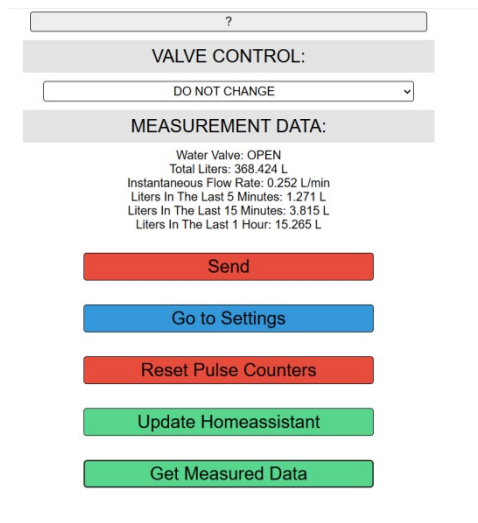 ?
VALVE CONTROL:
DO NOT CHANGE
MEASUREMENT DATA:
Water Valve: OPEN
Total Liters: 368.424 L
Instantaneous Flow Rate: 0.252 L/min
Liters In The Last 5 Minutes: 1.271 L
Liters In The Last 15 Minutes: 3.815 L
Liters In The Last 1 Hour: 15.265 L
Send
Go to Settings
Reset Pulse Counters
Update Homeassistant
Get Measured Data